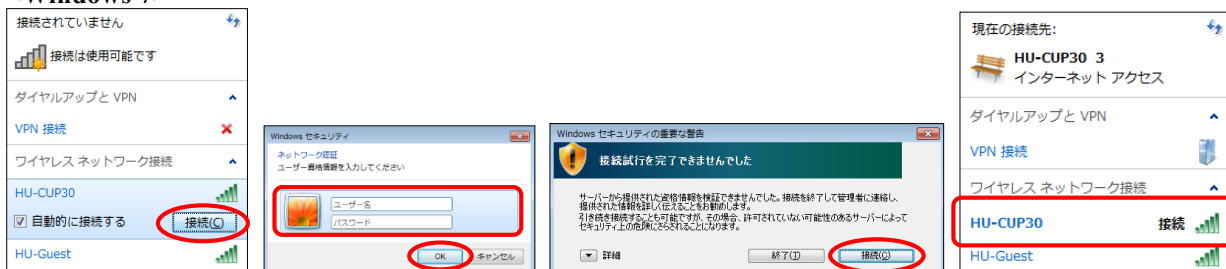 接続されていません
接続は使用可能です
ダイヤルアップと VPN
VPN 接続
ワイヤレス ネットワーク接続
HU-CUP30
自動的に接続する
接続(C)
HU-Guest
Windows セキュリティ
ネットワーク認証
ユーザー資格情報を入力してください
ユーザー名
パスワード
OK
キャンセル
Windows セキュリティの重要な警告
接続試行を完了できませんでした
サーバーから提供された資格情報を検証できませんでした。接続を終了して管理者に連絡し、
提供された情報を詳しく伝えることをお勧めします。
引き続き接続することも可能ですが、その場合、許可されていない可能性のあるサーバーによって
セキュリティ上の危険にさらされることになります。
詳細
終了(T)
接続(C)
現在の接続先:
HU-CUP30 3
インターネット アクセス
ダイヤルアップと VPN
VPN 接続
ワイヤレス ネットワーク接続
HU-CUP30 接続
HU-Guest